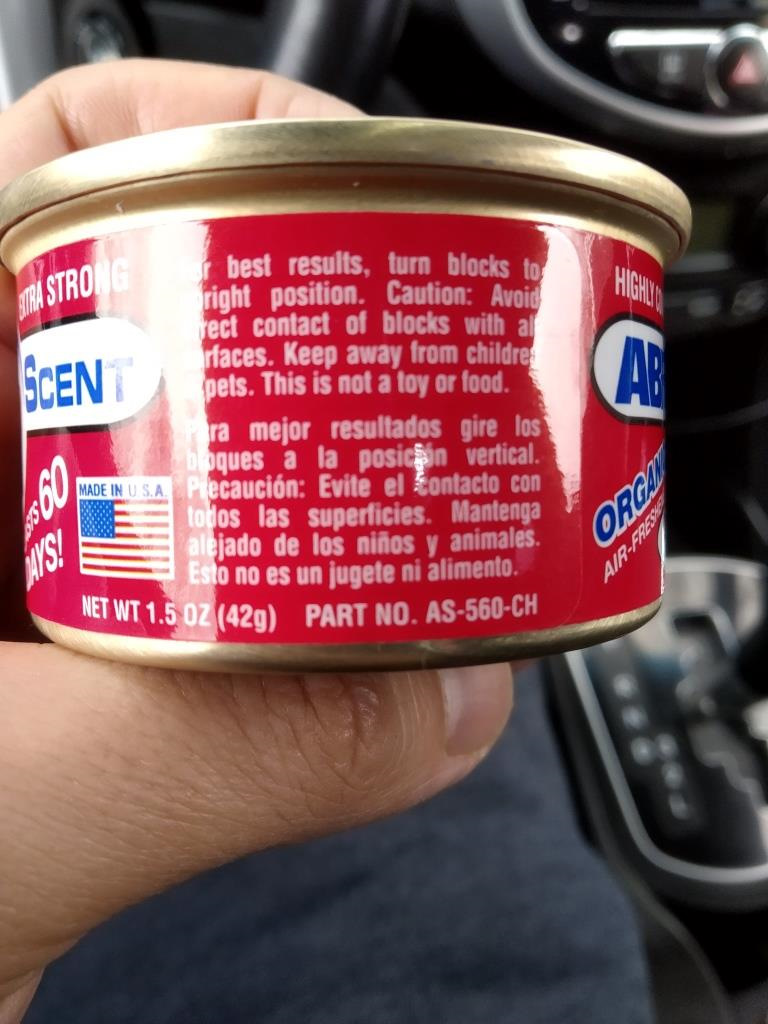 EXTRA STRONG
SCENT
60
DAYS!
MADE IN U.S.A.
best results, turn blocks to
position. Caution: Avoid
contact of blocks with
Keep away from
pets. This is not a toy or food.
Para mejor resultados gire los
bloques a la posición vertical.
Precaución: Evite el contacto con
todos las superficies. Mantenga
alejado de los niños y animales.
Esto no es un jugete ni alimento.
NET WT 1.5 OZ (42g) PART NO. AS-560-CH
HIGHLY
AB
ORGAN
AIR-FRESHE